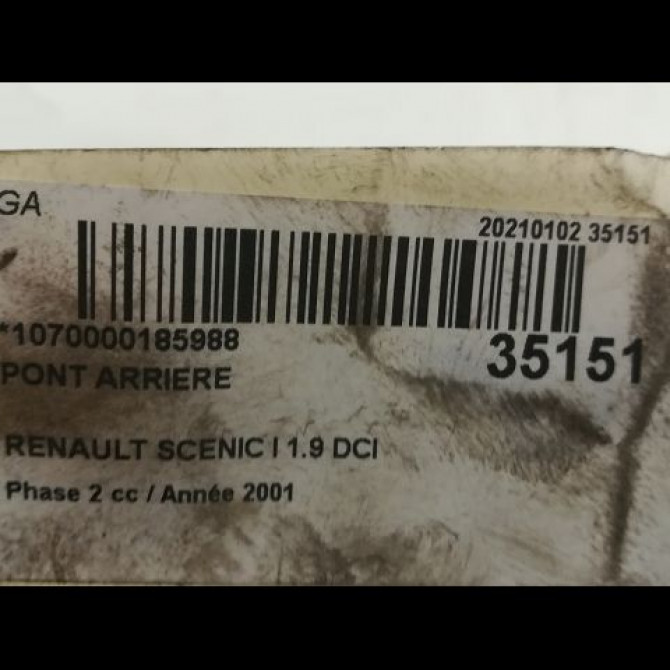 GA
20210102 35151
*1070000185988
35151
PONT ARRIERE
RENAULT SCENIC I 1.9 DCI
Phase 2 cc / Année 2001